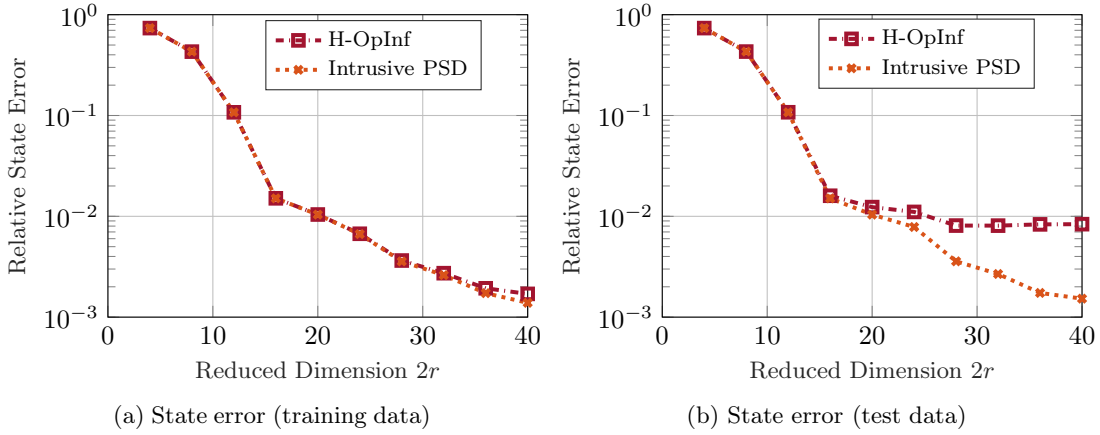 10^0
10^-1
10^-2
10^-3
Relative State Error
H-OpInf
Intrusive PSD
0 10 20 30 40
Reduced Dimension 2r
(a) State error (training data)
10^0
10^-1
10^-2
10^-3
Relative State Error
H-OpInf
Intrusive PSD
0 10 20 30 40
Reduced Dimension 2r
(b) State error (test data)